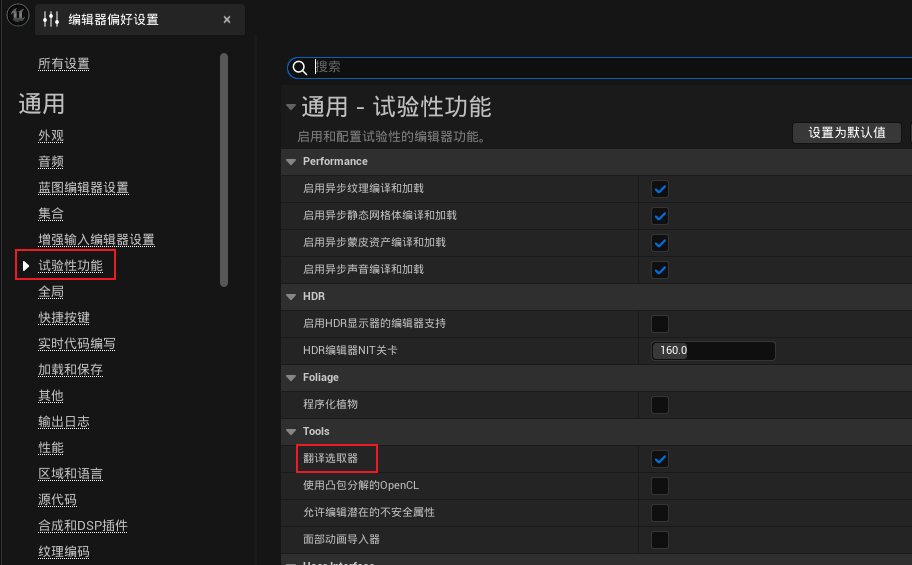 编辑器偏好设置
所有设置
通用
外观
音频
蓝图编辑器设置
集合
增强输入编辑器设置
试验性功能
全局
快捷按键
实时代码编写
加载和保存
其他
输出日志
性能
区域和语言
源代码
合成和DSP插件
纹理编码
搜索
通用 - 试验性功能
启用和配置试验性的编辑器功能。
设置为默认值
Performance
启用异步纹理编译和加载
启用异步静态网格体编译和加载
启用异步蒙皮资产编译和加载
启用异步声音编译和加载
HDR
启用HDR显示器的编辑器支持
HDR编辑器NIT关卡 160.0
Foliage
程序化植物
Tools
翻译选取器
使用凸包分解的OpenCL
允许编辑潜在的不安全属性
面部动画导入器
User Interface